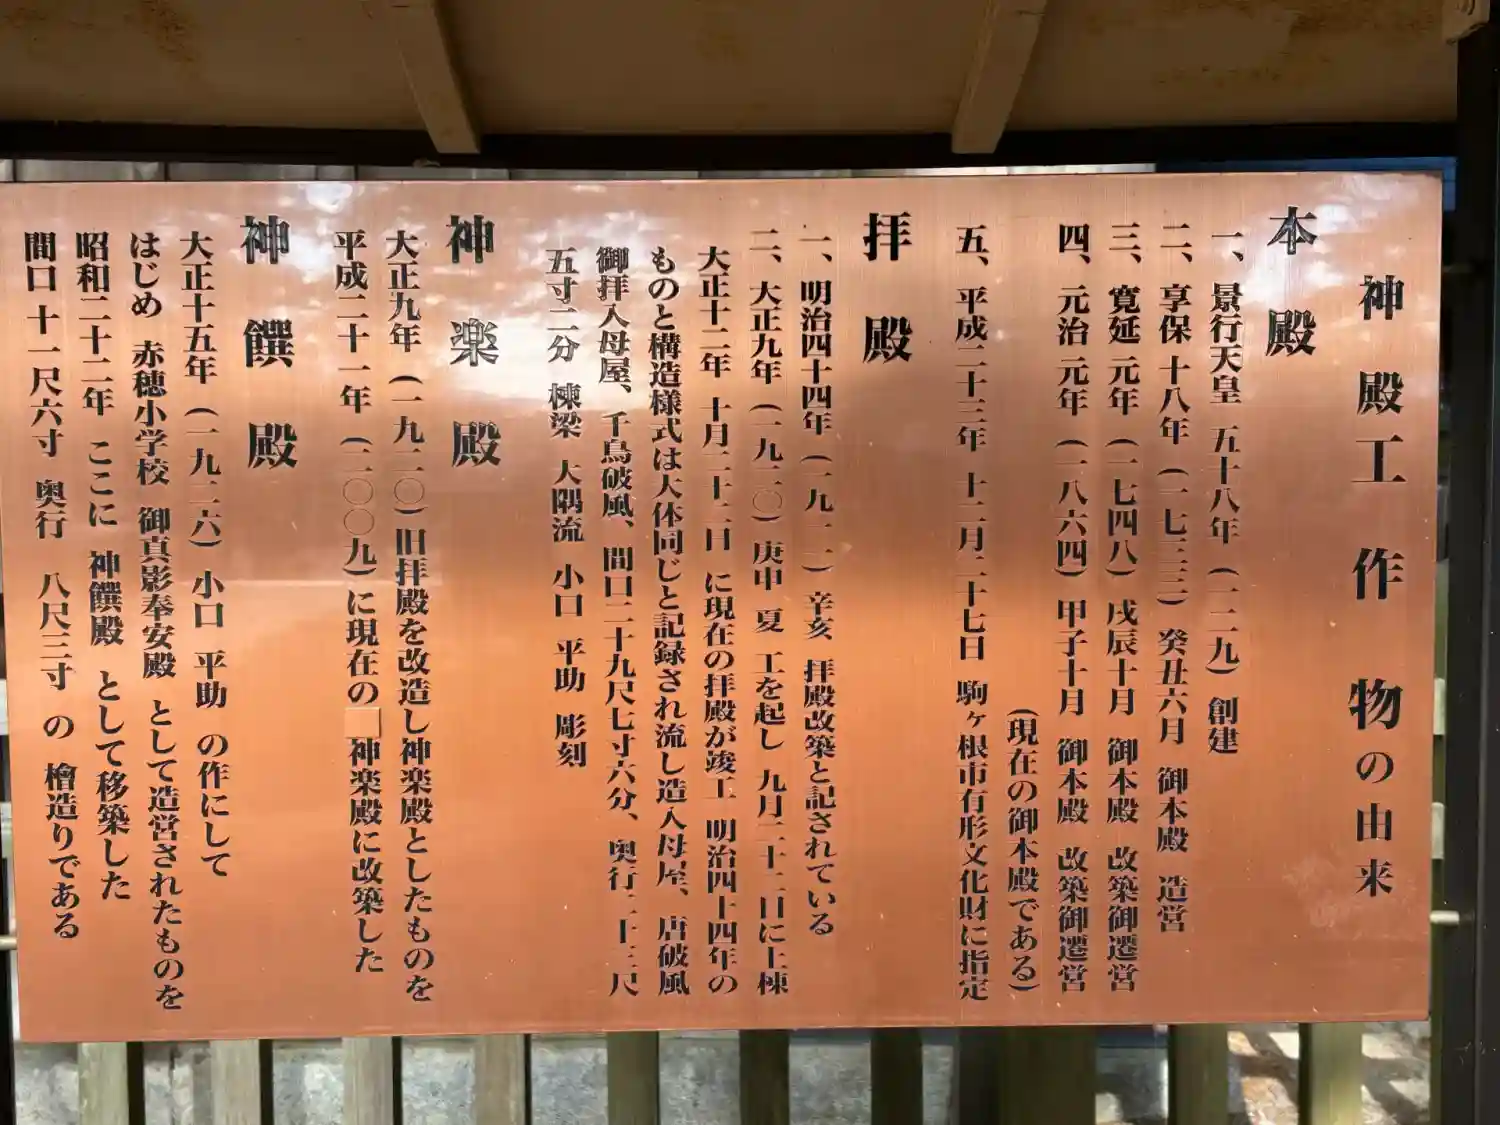 神殿工作物の由来
本殿
一、景行天皇 五十八年（一二九）創建
二、享保 十八年（一七三三）癸丑六月 御本殿 造営
三、寛延 元年（一七四八）戌辰十月 御本殿 改築御遷営
四、元治 元年（一八六四）甲子十月 御本殿 改築御遷営
（現在の御本殿である）
五、平成二十三年 十二月二十七日 駒ヶ根市有形文化財に指定
拝殿
一、明治四十四年（一九一一）辛亥 拝殿改築と記されている
二、大正九年（一九二〇）庚申 夏 工を起し 九月二十二日に上棟
大正十二年 十月二十二日 に現在の拝殿が竣工 明治四十四年の
ものと構造様式は大体同じと記録され流し造入母屋、唐破風
御拝入母屋、千鳥破風、間口二十九尺七寸六分、奥行二十三尺
五寸二分 棟梁 大隅流 小口 平助 彫刻
神楽殿
大正九年（一九二〇）旧拝殿を改造し神楽殿としたものを
平成二十一年（二〇〇九）に現在の 神楽殿に改築した
神饌殿
大正十五年（一九二六）小口 平助 の作にして
はじめ 赤穂小学校 御真影奉安殿 として造営されたものを
昭和二十二年 ここに 神饌殿 として移築した
間口 十一尺六寸 奥行 八尺三寸 の 檜造りである